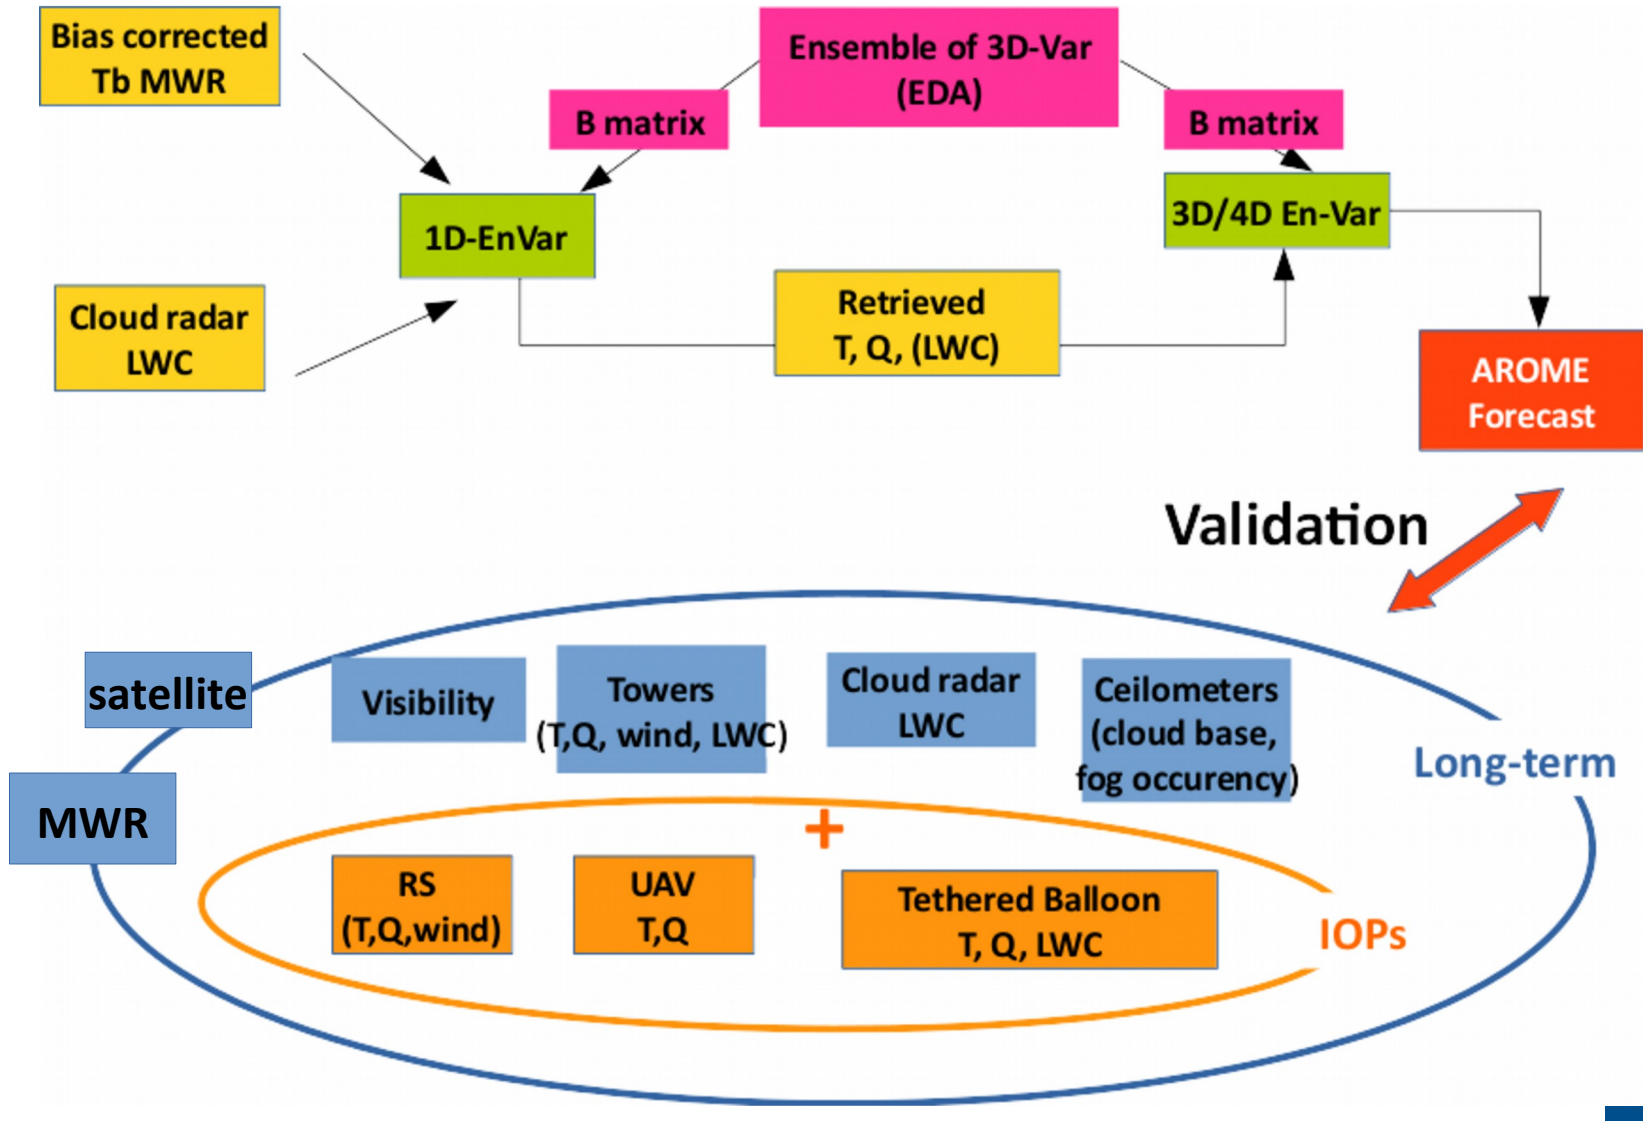 Bias corrected
Tb MWR
Ensemble of 3D-Var
(EDA)
B matrix
B matrix
1D-EnVar
3D/4D En-Var
Cloud radar
LWC
Retrieved
T, Q, (LWC)
AROME
Forecast
Validation
satellite
Visibility
Towers
(T,Q, wind, LWC)
Cloud radar
LWC
Ceilometers
(cloud base,
fog occurency)
Long-term
MWR
+
RS
(T,Q,wind)
UAV
T,Q
Tethered Balloon
T, Q, LWC
IOPs